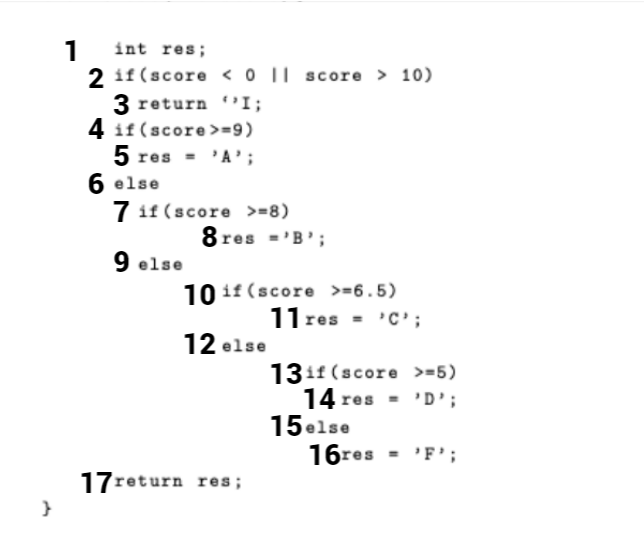 1 int res;
2 if(score < 0 || score > 10)
3 return ‘’I;
4 if(score>=9)
5 res = ’A’;
6 else
7 if(score >=8)
8 res =’B’;
9 else
10 if(score >=6.5)
11 res = ’C’;
12 else
13 if(score >=5)
14 res = ’D’;
15 else
16 res = ’F’;
17 return res;
}